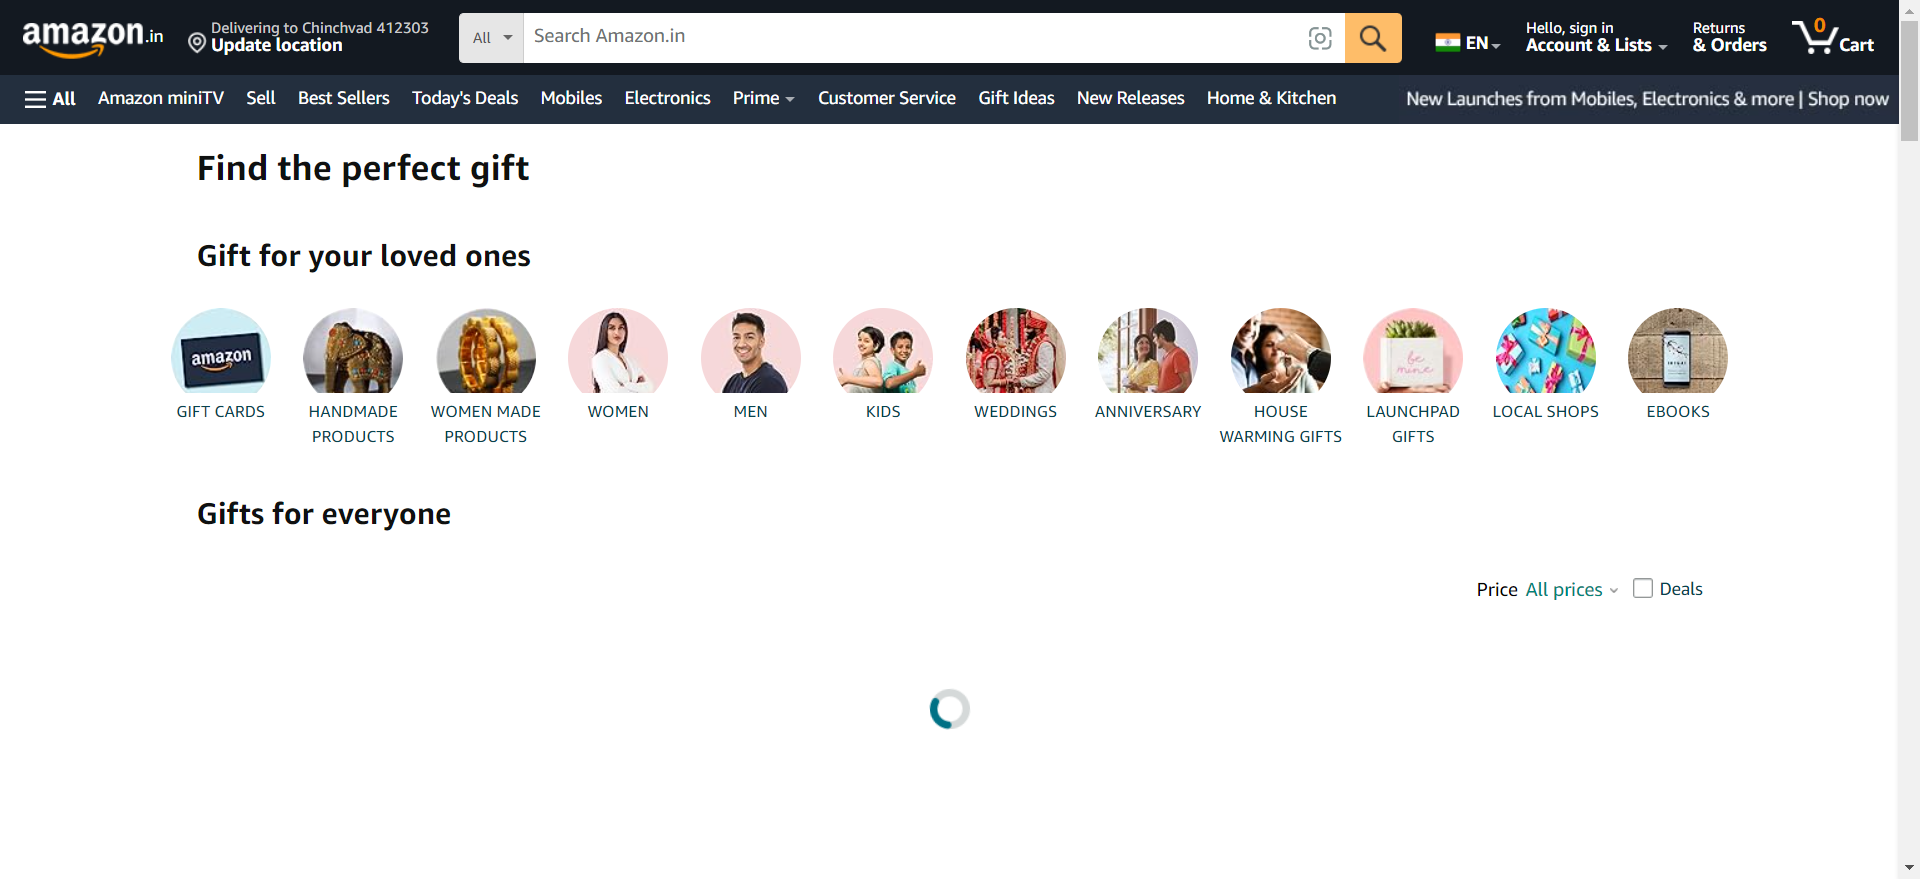 amazon.in
Delivering to Chinchvad 412303
Update location
All
Search Amazon.in
EN
Hello, sign in
Account & Lists
Returns
& Orders
0
Cart
All
Amazon miniTV
Sell
Best Sellers
Today's Deals
Mobiles
Electronics
Prime
Customer Service
Gift Ideas
New Releases
Home & Kitchen
New Launches from Mobiles, Electronics & more | Shop now
Find the perfect gift
Gift for your loved ones
amazon
be
mine
GIFT CARDS
HANDMADE
PRODUCTS
WOMEN MADE
PRODUCTS
WOMEN
MEN
KIDS
WEDDINGS
ANNIVERSARY
HOUSE
WARMING GIFTS
LAUNCHPAD
GIFTS
LOCAL SHOPS
EBOOKS
Gifts for everyone
Price All prices
Deals